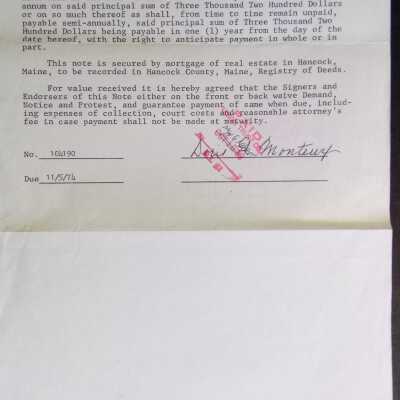 annum on said principal sum of Three Thousand Two Hundred Dollars
or on so much thereof as shall, from time to time remain unpaid,
payable semi-annually, said principal sum of Three Thousand Two
Hundred Dollars being payable in one (1) year from the day of the
date hereof, with the right to anticipate payment in whole or in
part.
This note is secured by mortgage of real estate in Hancock,
Maine, to be recorded in Hancock County, Maine, Registry of Deeds.
For value received it is hereby agreed that the Signers and
Endorsers of this Note either on the front or back waive Demand,
Notice and Protest, and guarantee payment of same when due, includ-
ing expenses of collection, court costs and reasonable attorney's
fee in case payment shall not be made at maturity.
PAID
No. 104190
Doris G. Monteux
Due 11/5/74